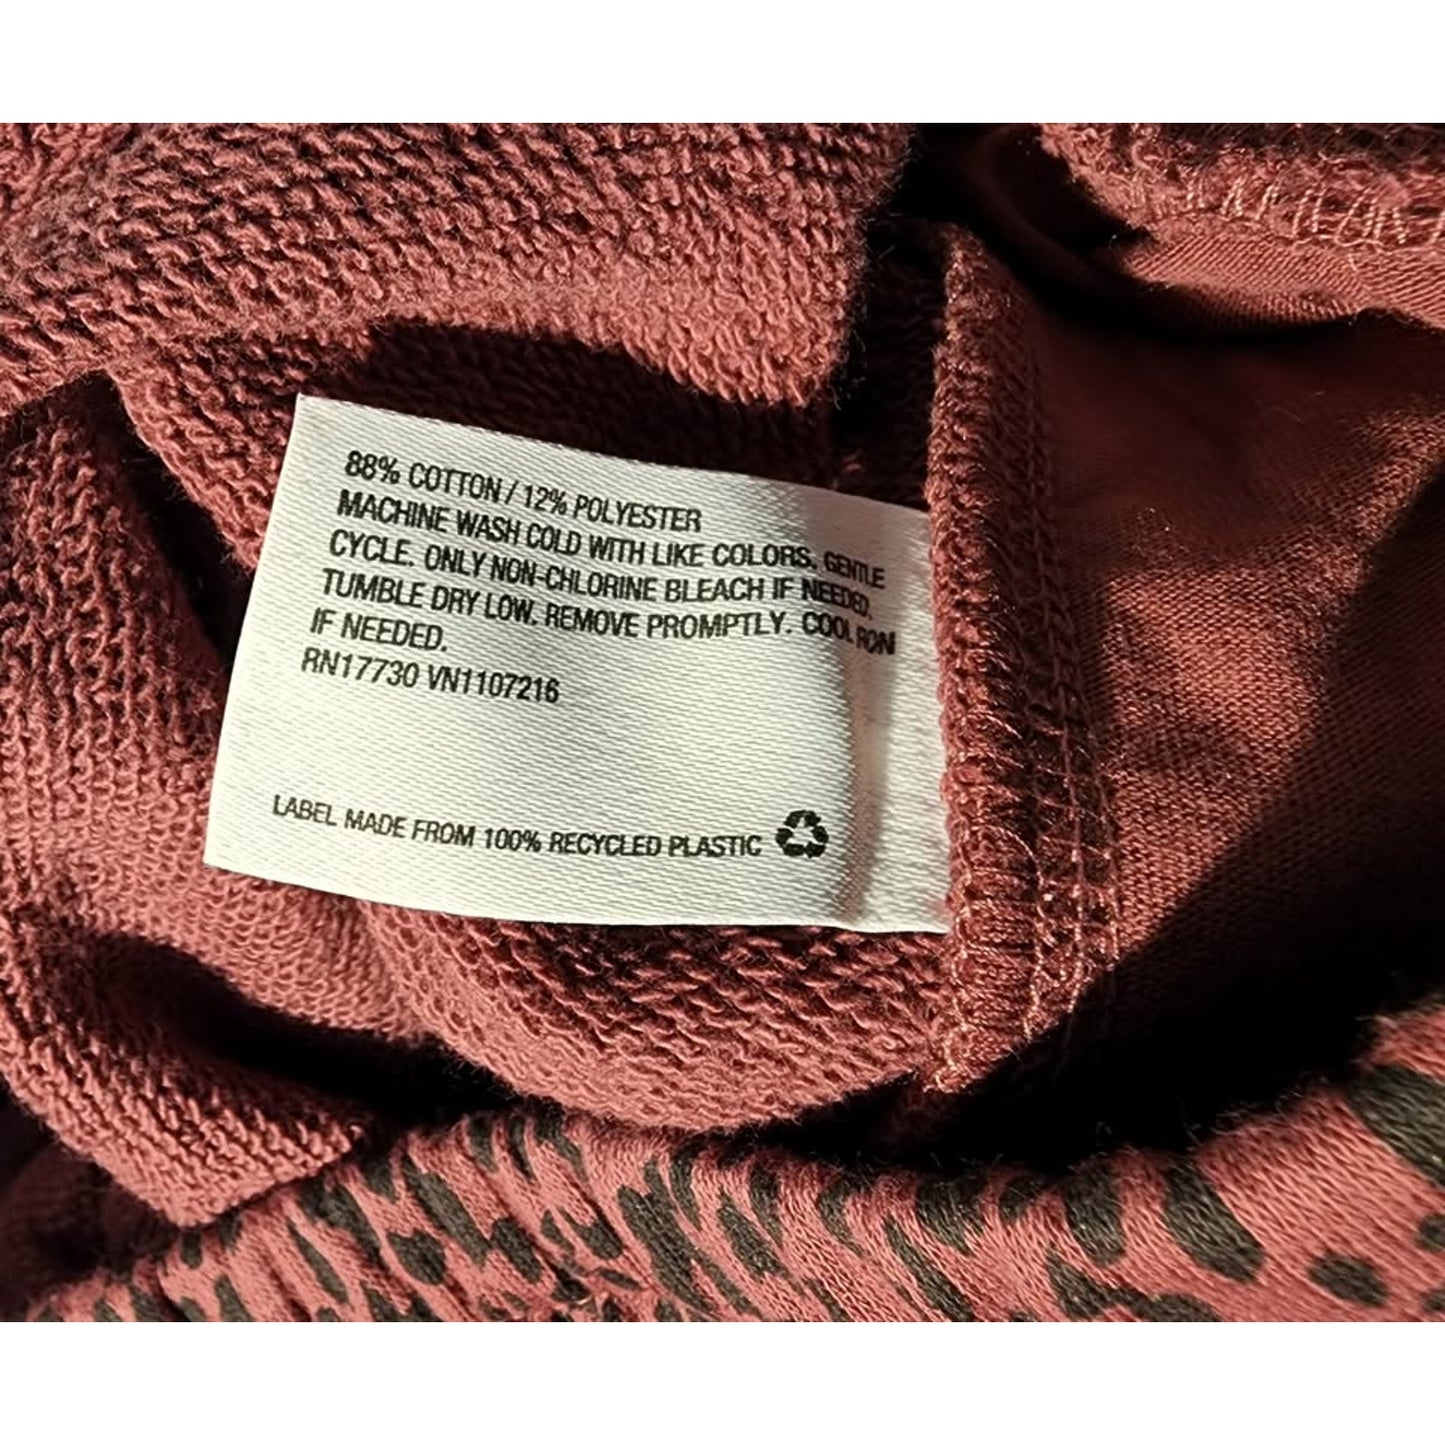 88% COTTON / 12% POLYESTER
MACHINE WASH COLD WITH LIKE COLORS. GENTLE
CYCLE. ONLY NON-CHLORINE BLEACH IF NEEDED,
TUMBLE DRY LOW. REMOVE PROMPTLY. COOL IRON
IF NEEDED.
RN17730 VN1107216
LABEL MADE FROM 100% RECYCLED PLASTIC